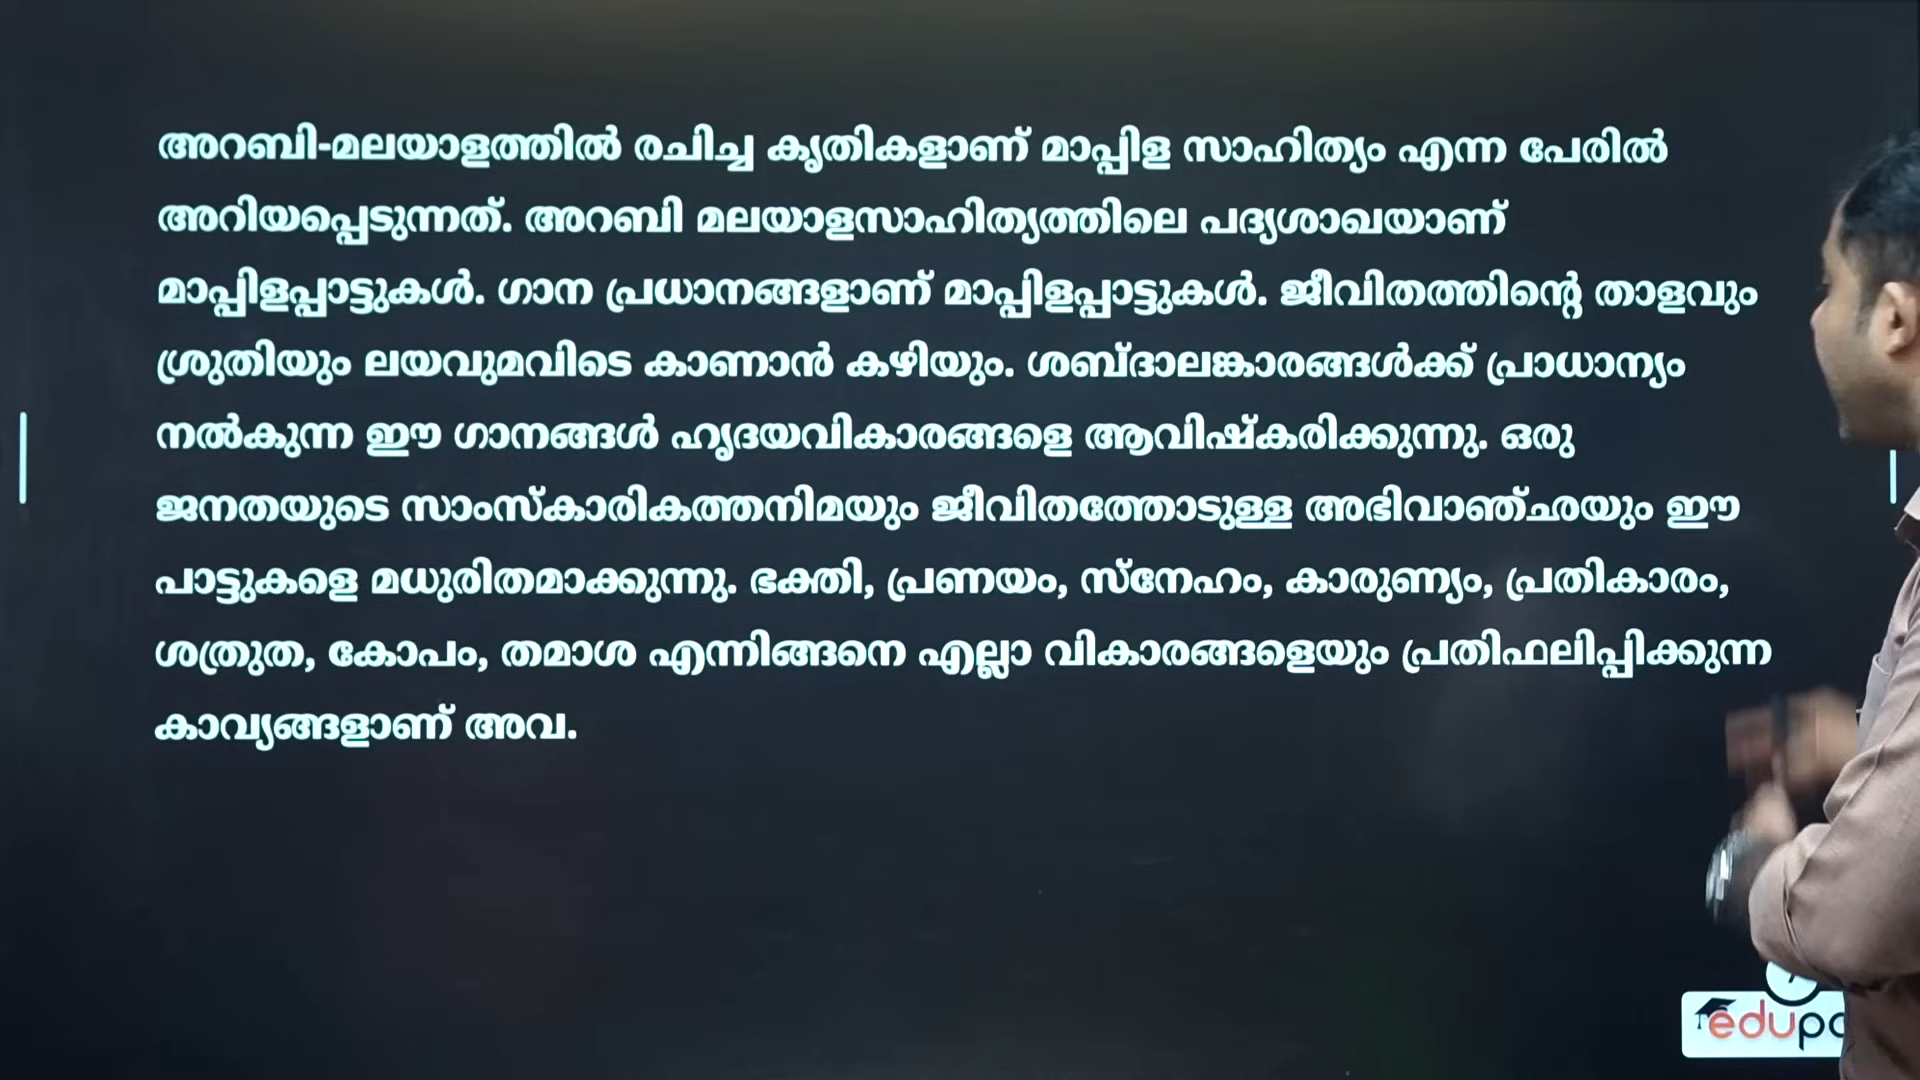 അറബി-മലയാളത്തിൽ രചിച്ച കൃതികളാണ് മാപ്പിള സാഹിത്യം എന്ന പേരിൽ
അറിയപ്പെടുന്നത്. അറബി മലയാളസാഹിത്യത്തിലെ പദ്യശാഖയാണ്
മാപ്പിളപ്പാട്ടുകൾ. ഗാന പ്രധാനങ്ങളാണ് മാപ്പിളപ്പാട്ടുകൾ. ജീവിതത്തിന്റെ താളവും
ശ്രുതിയും ലയവുമവിടെ കാണാൻ കഴിയും. ശബ്ദാലങ്കാരങ്ങൾക്ക് പ്രാധാന്യം
നൽകുന്ന ഈ ഗാനങ്ങൾ ഹൃദയവികാരങ്ങളെ ആവിഷ്കരിക്കുന്നു. ഒരു
ജനതയുടെ സാംസ്കാരികത്തനിമയും ജീവിതത്തോടുള്ള അഭിവാഞ്ഛയും ഈ
പാട്ടുകളെ മധുരിതമാക്കുന്നു. ഭക്തി, പ്രണയം, സ്നേഹം, കാരുണ്യം, പ്രതികാരം,
ശത്രുത, കോപം, തമാശ എന്നിങ്ങനെ എല്ലാ വികാരങ്ങളെയും പ്രതിഫലിപ്പിക്കുന്ന
കാവ്യങ്ങളാണ് അവ.